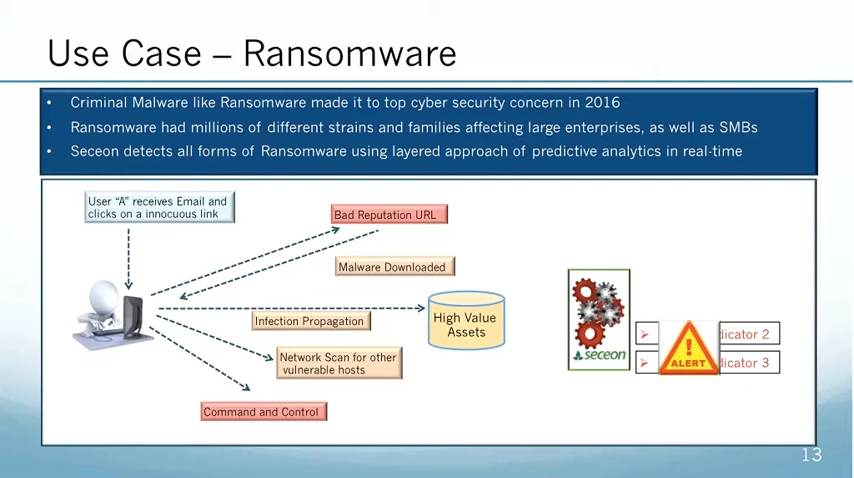 Use Case – Ransomware
• Criminal Malware like Ransomware made it to top cyber security concern in 2016
• Ransomware had millions of different strains and families affecting large enterprises, as well as SMBs
• Seceon detects all forms of Ransomware using layered approach of predictive analytics in real-time
User “A” receives Email and
clicks on a innocuous link
Bad Reputation URL
Malware Downloaded
High Value
Assets
Infection Propagation
Network Scan for other
vulnerable hosts
Command and Control
seceon
2
3
ALERT
13